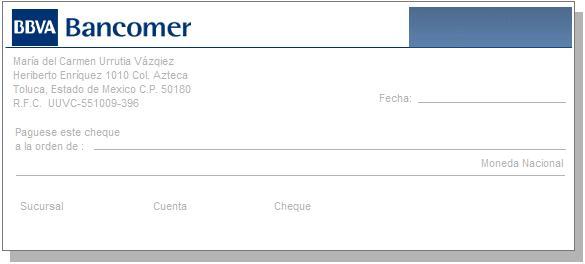 BBVA Bancomer
María del Carmen Urrutia Vázqiez
Heriberto Enríquez 1010 Col. Azteca
Toluca, Estado de Mexico C.P. 50180
R.F.C. UUVC-551009-396
Fecha:
Paguese este cheque
a la orden de :
Moneda Nacional
Sucursal Cuenta Cheque